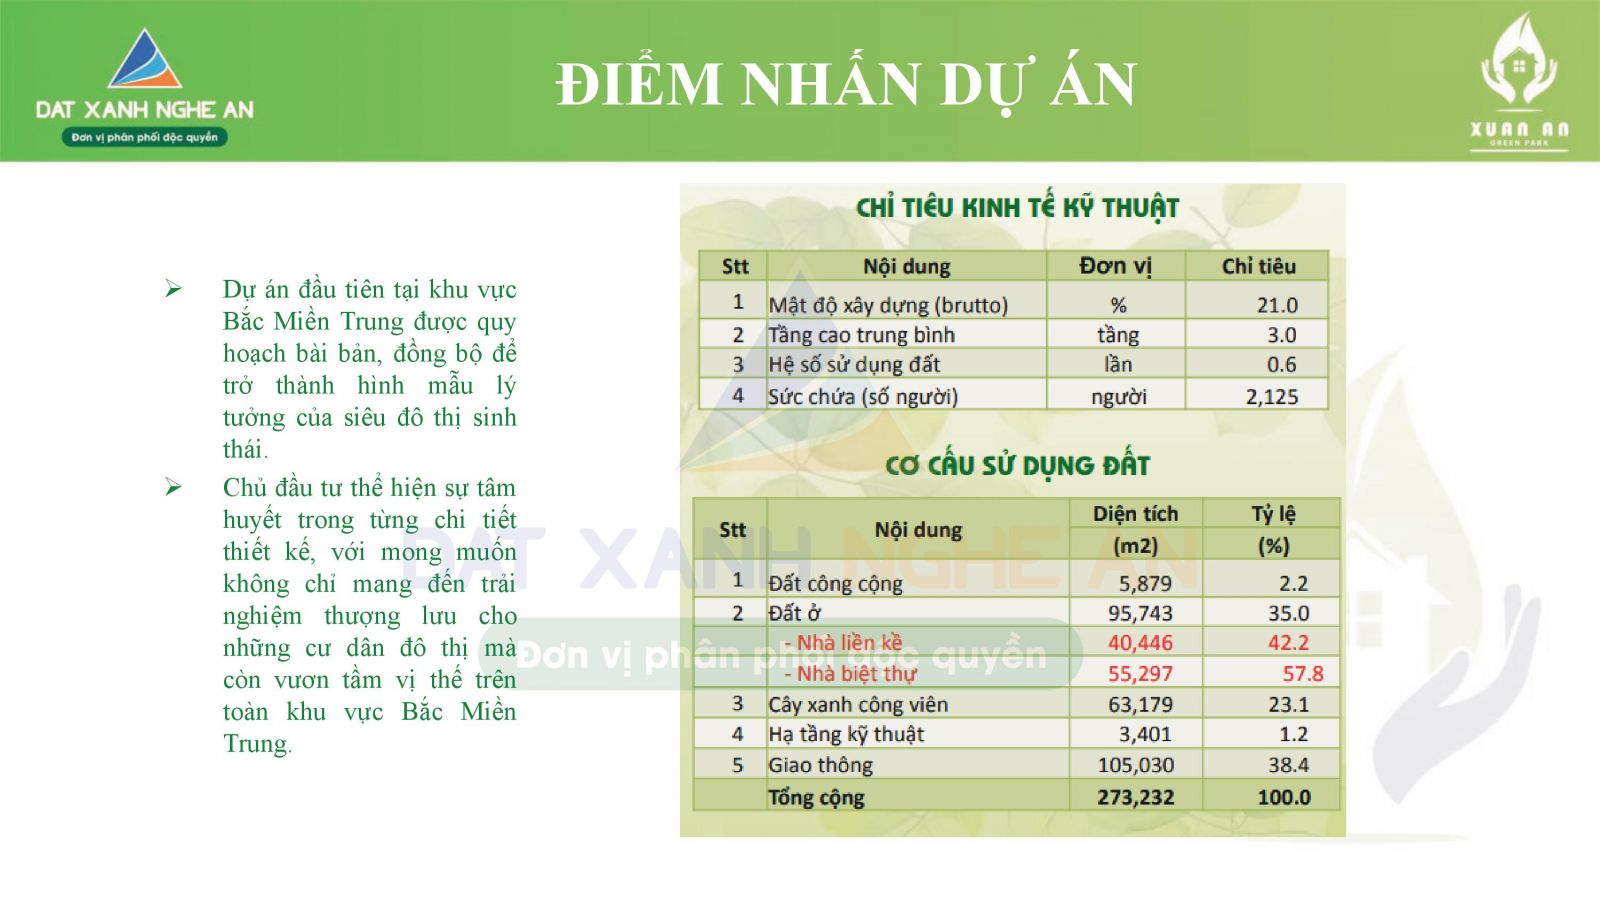 DAT XANH NGHE AN
Đơn vị phân phối độc quyền
ĐIỂM NHẤN DỰ ÁN
XUAN AN
GREEN PARK
➢ Dự án đầu tiên tại khu vực
Bắc Miền Trung được quy
hoạch bài bản, đồng bộ để
trở thành hình mẫu lý
tưởng của siêu đô thị sinh
thái.
➢ Chủ đầu tư thể hiện sự tâm
huyết trong từng chi tiết
thiết kế, với mong muốn
không chỉ mang đến trải
nghiệm thượng lưu cho
những cư dân đô thị mà
còn vươn tầm vị thế trên
toàn khu vực Bắc Miền
Trung.
CHỈ TIÊU KINH TẾ KỸ THUẬT
Stt Nội dung Đơn vị Chỉ tiêu
1 Mật độ xây dựng (brutto) % 21.0
2 Tầng cao trung bình tầng 3.0
3 Hệ số sử dụng đất lần 0.6
4 Sức chứa (số người) người 2,125
CƠ CẤU SỬ DỤNG ĐẤT
Stt Nội dung Diện tích Tỷ lệ
(m2) (%)
1 Đất công cộng 5,879 2.2
2 Đất ở 95,743 35.0
- Nhà liền kề 40,446 42.2
- Nhà biệt thự 55,297 57.8
3 Cây xanh công viên 63,179 23.1
4 Hạ tầng kỹ thuật 3,401 1.2
5 Giao thông 105,030 38.4
Tổng cộng 273,232 100.0
DAT XANH NGHE AN
Đơn vị phân phối độc quyền